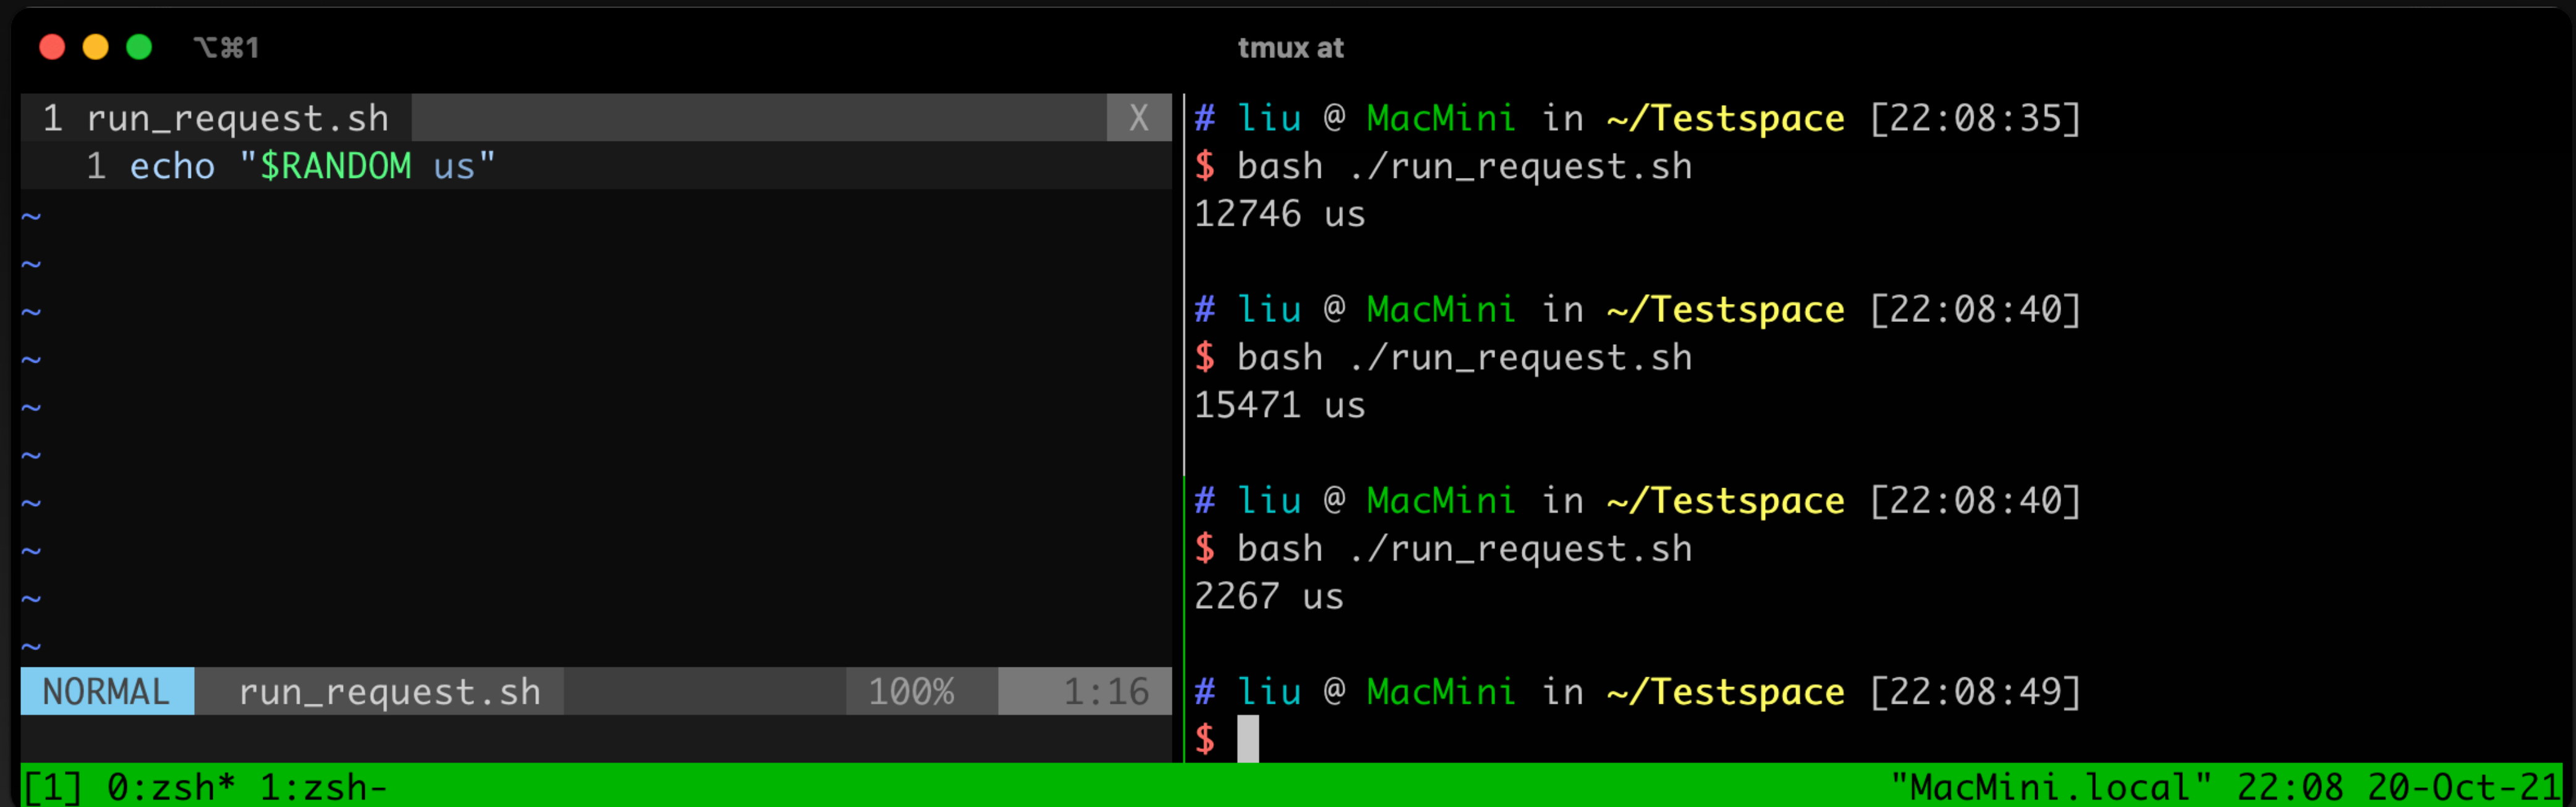 ⌥⌘1
tmux at
1 run_request.sh X
1 echo "$RANDOM us"
~
~
~
~
~
~
~
~
~
~
NORMAL run_request.sh 100% 1:16
# liu @ MacMini in ~/Testspace [22:08:35]
$ bash ./run_request.sh
12746 us
# liu @ MacMini in ~/Testspace [22:08:40]
$ bash ./run_request.sh
15471 us
# liu @ MacMini in ~/Testspace [22:08:40]
$ bash ./run_request.sh
2267 us
# liu @ MacMini in ~/Testspace [22:08:49]
$
[1] 0:zsh* 1:zsh- "MacMini.local" 22:08 20-Oct-21